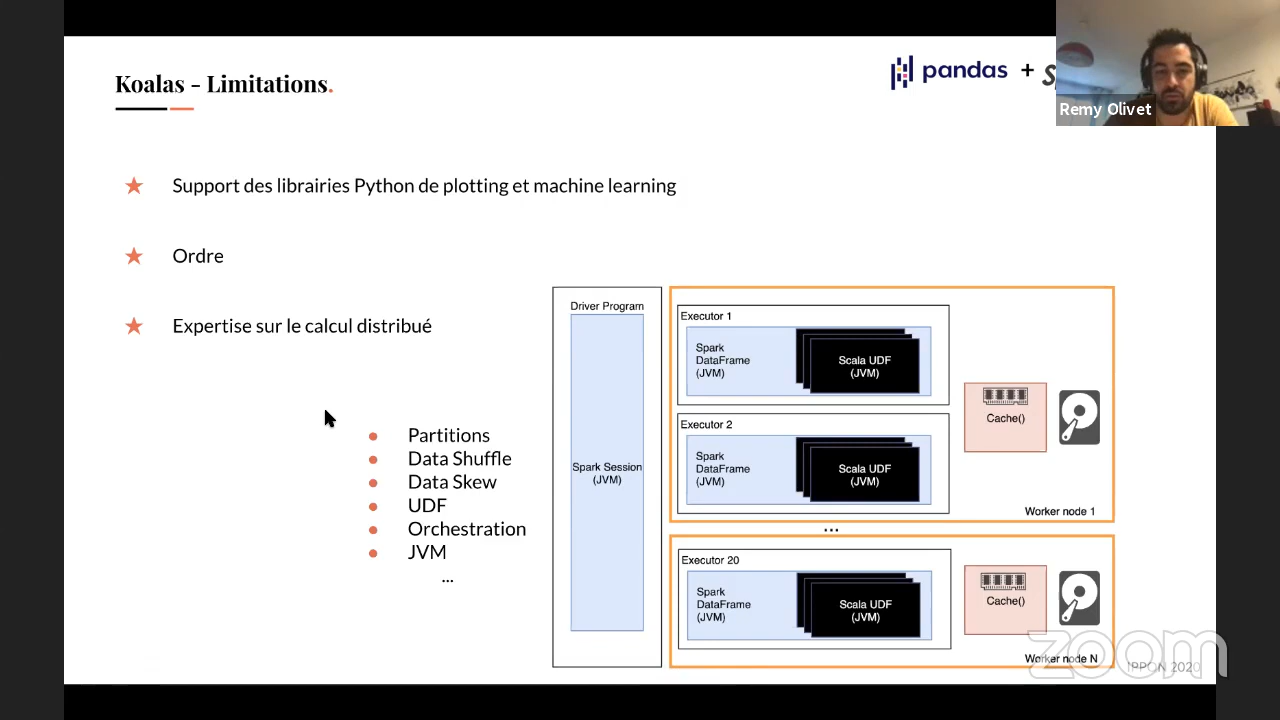 Koalas - Limitations.
pandas + S
Remy Olivet
Support des librairies Python de plotting et machine learning
Ordre
Expertise sur le calcul distribué
Partitions
Data Shuffle
Data Skew
UDF
Orchestration
JVM
...
Driver Program
Spark Session
(JVM)
Executor 1
Spark
DataFrame
(JVM)
Scala UDF
(JVM)
Executor 2
Spark
DataFrame
(JVM)
Scala UDF
(JVM)
Cache()
Worker node 1
...
Executor 20
Spark
DataFrame
(JVM)
Scala UDF
(JVM)
Cache()
Worker node N
zoom
IPPON 2020